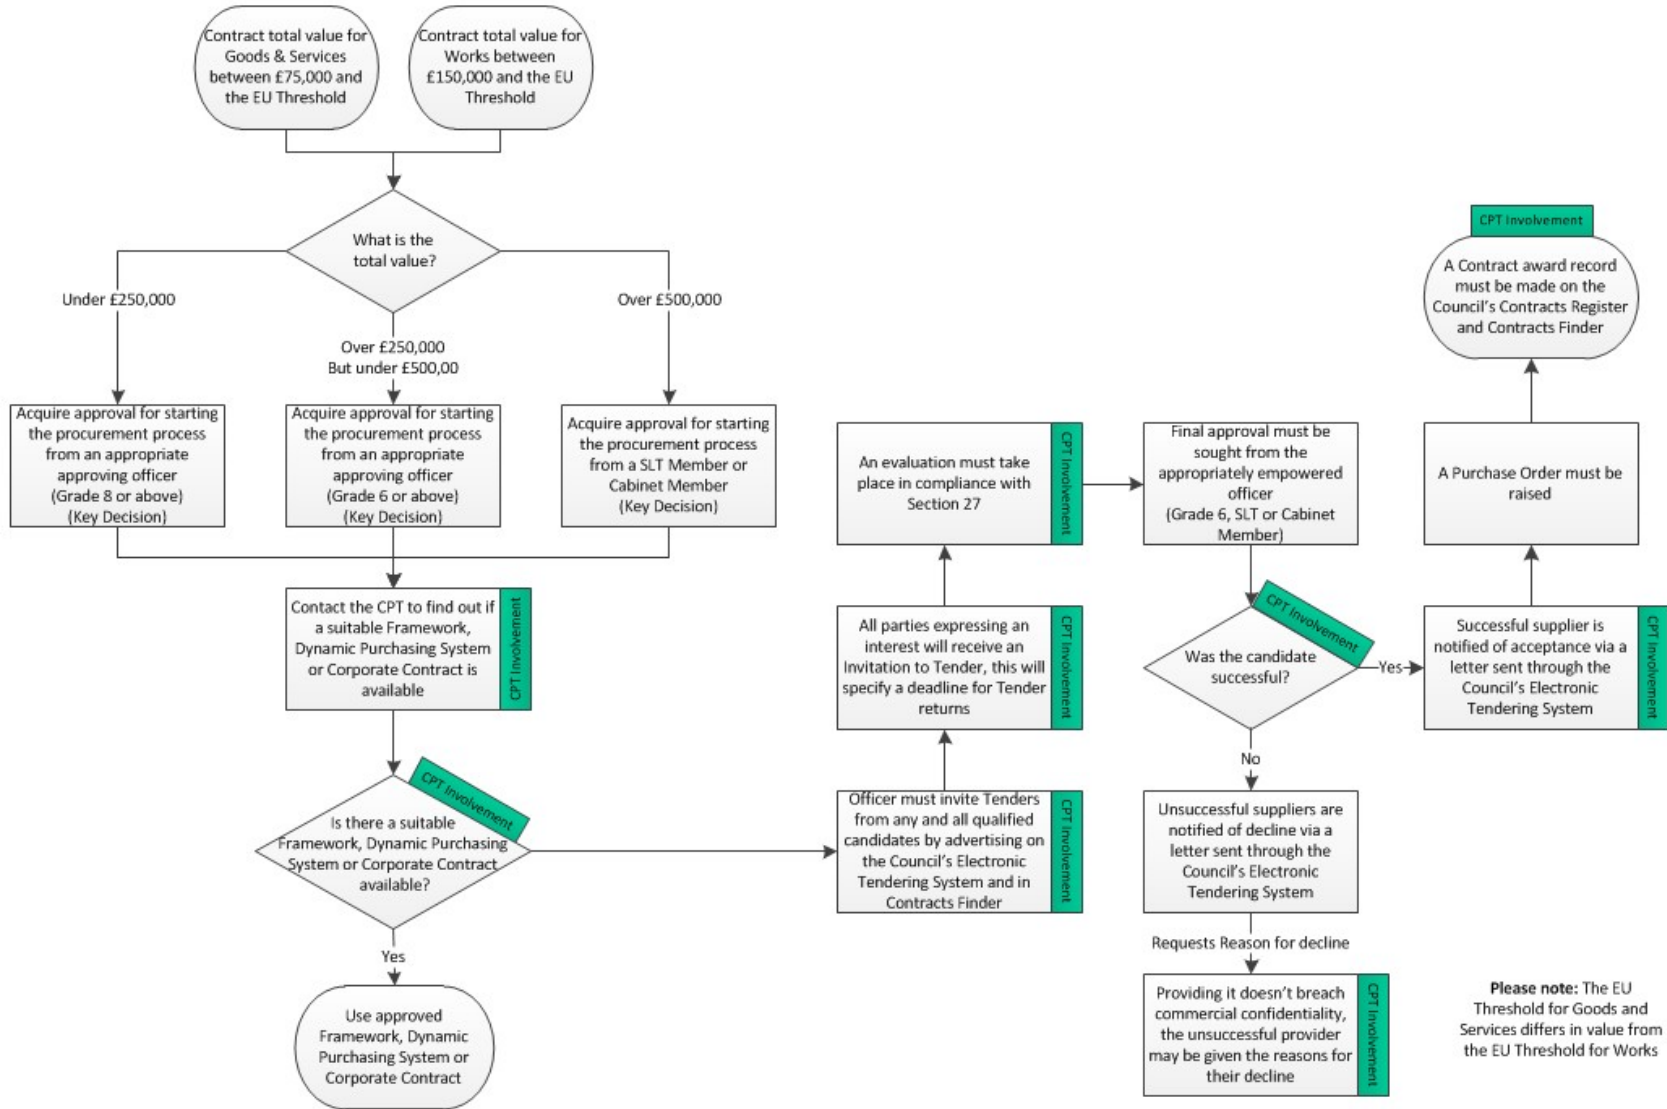 Contract total value for
Goods & Services
between £75,000 and
the EU Threshold
Contract total value for
Works between
£150,000 and the EU
Threshold
What is the
total value?
Under £250,000
Over £250,000
But under £500,00
Over £500,000
Acquire approval for starting
the procurement process
from an appropriate
approving officer
(Grade 8 or above)
(Key Decision)
Acquire approval for starting
the procurement process
from an appropriate
approving officer
(Grade 6 or above)
(Key Decision)
Acquire approval for starting
the procurement process
from a SLT Member or
Cabinet Member
(Key Decision)
Contact the CPT to find out if
a suitable Framework,
Dynamic Purchasing System
or Corporate Contract is
available
CPT Involvement
CPT Involvement
Is there a suitable
Framework, Dynamic Purchasing
System or Corporate Contract
available?
Yes
Use approved
Framework, Dynamic
Purchasing System or
Corporate Contract
Officer must invite Tenders
from any and all qualified
candidates by advertising on
the Council's Electronic
Tendering System and in
Contracts Finder
CPT Involvement
All parties expressing an
interest will receive an
Invitation to Tender, this will
specify a deadline for Tender
returns
CPT Involvement
An evaluation must take
place in compliance with
Section 27
CPT Involvement
Final approval must be
sought from the
appropriately empowered
officer
(Grade 6, SLT or Cabinet
Member)
CPT Involvement
Was the candidate
successful?
Yes
No
Unsuccessful suppliers are
notified of decline via a
letter sent through the
Council's Electronic
Tendering System
Requests Reason for decline
Providing it doesn't breach
commercial confidentiality,
the unsuccessful provider
may be given the reasons for
their decline
CPT Involvement
Successful supplier is
notified of acceptance via a
letter sent through the
Council's Electronic
Tendering System
CPT Involvement
A Purchase Order must be
raised
CPT Involvement
A Contract award record
must be made on the
Council's Contracts Register
and Contracts Finder
Please note: The EU
Threshold for Goods and
Services differs in value from
the EU Threshold for Works